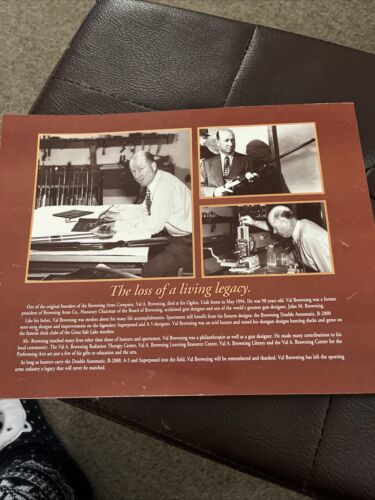 The loss of a living legacy.
One of the original founders of the Browning Arms Company, Val A. Browning, died at his Ogden, Utah home in May 1994. He was 98 years old. Val Browning was a former
president of Browning Arms Co., Honorary Chairman of the Board of Browning, acclaimed gun designer and son of the world's greatest gun designer, John M. Browning.
Like his father, Val Browning was modest about his many life accomplishments. Sportsmen still benefit from his firearm designs: the Browning Double Automatic, B-2000
semi-auto shotgun and improvements on the legendary Superposed and A-5 shotguns. Val Browning was an avid hunter and tested his shotgun designs hunting ducks and geese on
the famous duck clubs of the Great Salt Lake marshes.
Mr. Browning touched many lives other than those of hunters and sportsmen. Val Browning was a philanthropist as well as a gun designer. He made many contributions to his
local community. The Val A. Browning Radiation Therapy Center, Val A. Browning Learning Resource Center, Val A. Browning Library and the Val A. Browning Center for the
Performing Arts are just a few of his gifts to education and the arts.
As long as hunters carry the Double Automatic, B-2000, A-5 and Superposed into the field, Val Browning will be remembered and thanked. Val Browning has left the sporting
arms industry a legacy that will never be matched.